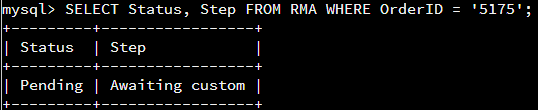 mysql> SELECT Status, Step FROM RMA WHERE OrderID = '5175';
+---------+-----------------+
| Status  | Step            |
+---------+-----------------+
| Pending | Awaiting custom |
+---------+-----------------+